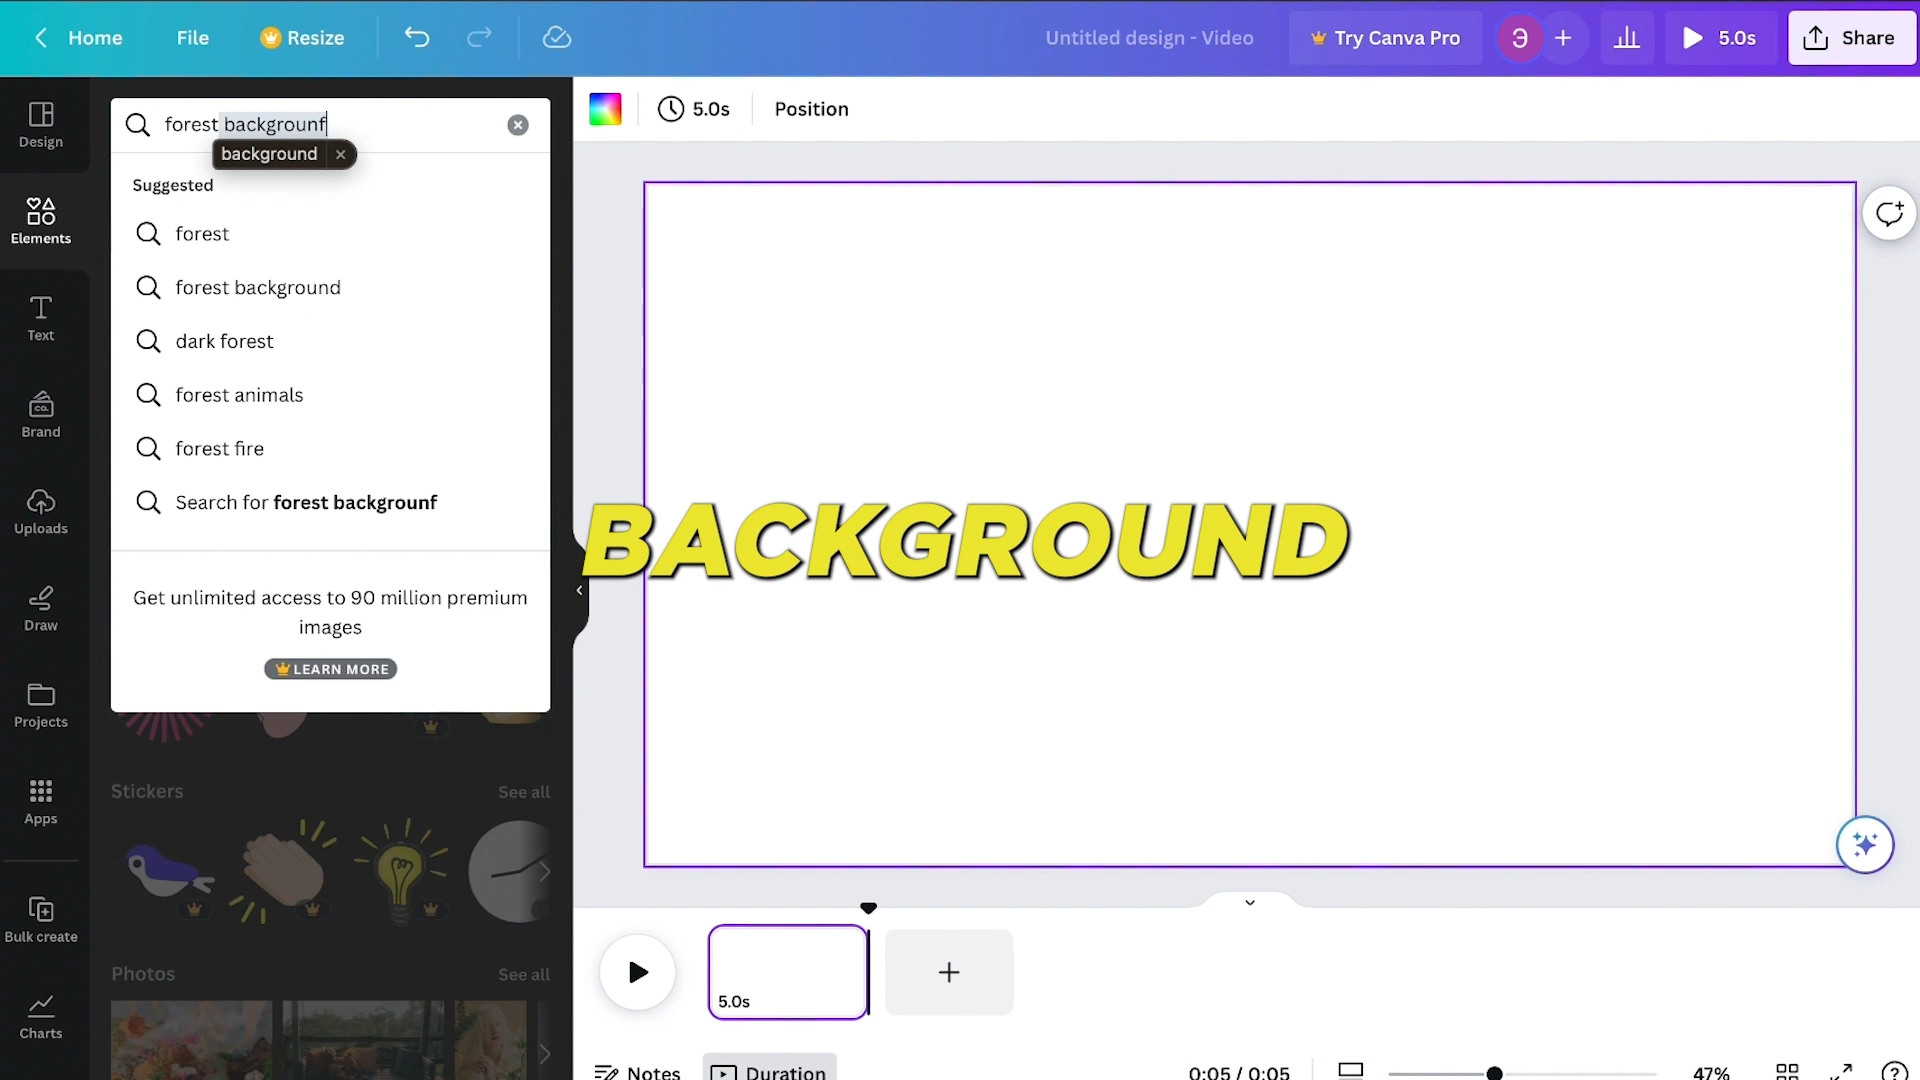 Home
File
Resize
Untitled design - Video
Try Canva Pro
Э
5.0s
Share
Design
Elements
Text
Brand
CO.
Uploads
Draw
Projects
Apps
Bulk create
Charts
forest backgrounf
background
Suggested
forest
forest background
dark forest
forest animals
forest fire
Search for forest backgrounf
Get unlimited access to 90 million premium
images
LEARN MORE
Stickers
See all
Photos
See all
5.0s
Position
BACKGROUND
5.0s
Notes
Duration
0:05 / 0:05
47%